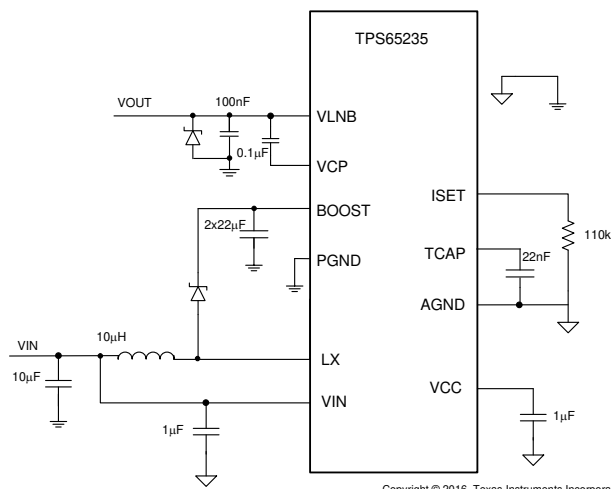 TPS65235
VOUT
100nF
VLNB
0.1μF
VCP
BOOST
2x22μF
PGND
ISET
110k
TCAP
22nF
AGND
VIN
10μH
LX
10μF
VIN
1μF
VCC
1μF
Copyright © 2016, Texas Instruments